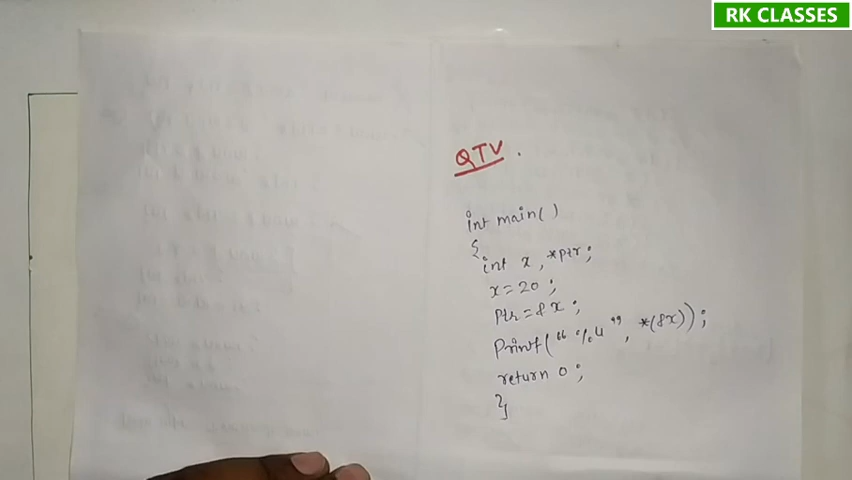 RK CLASSES
QTV .
int main()
{
int x, *ptr;
x = 20;
Ptr = &x;
Printf("%u", *(&x));
return 0;
}